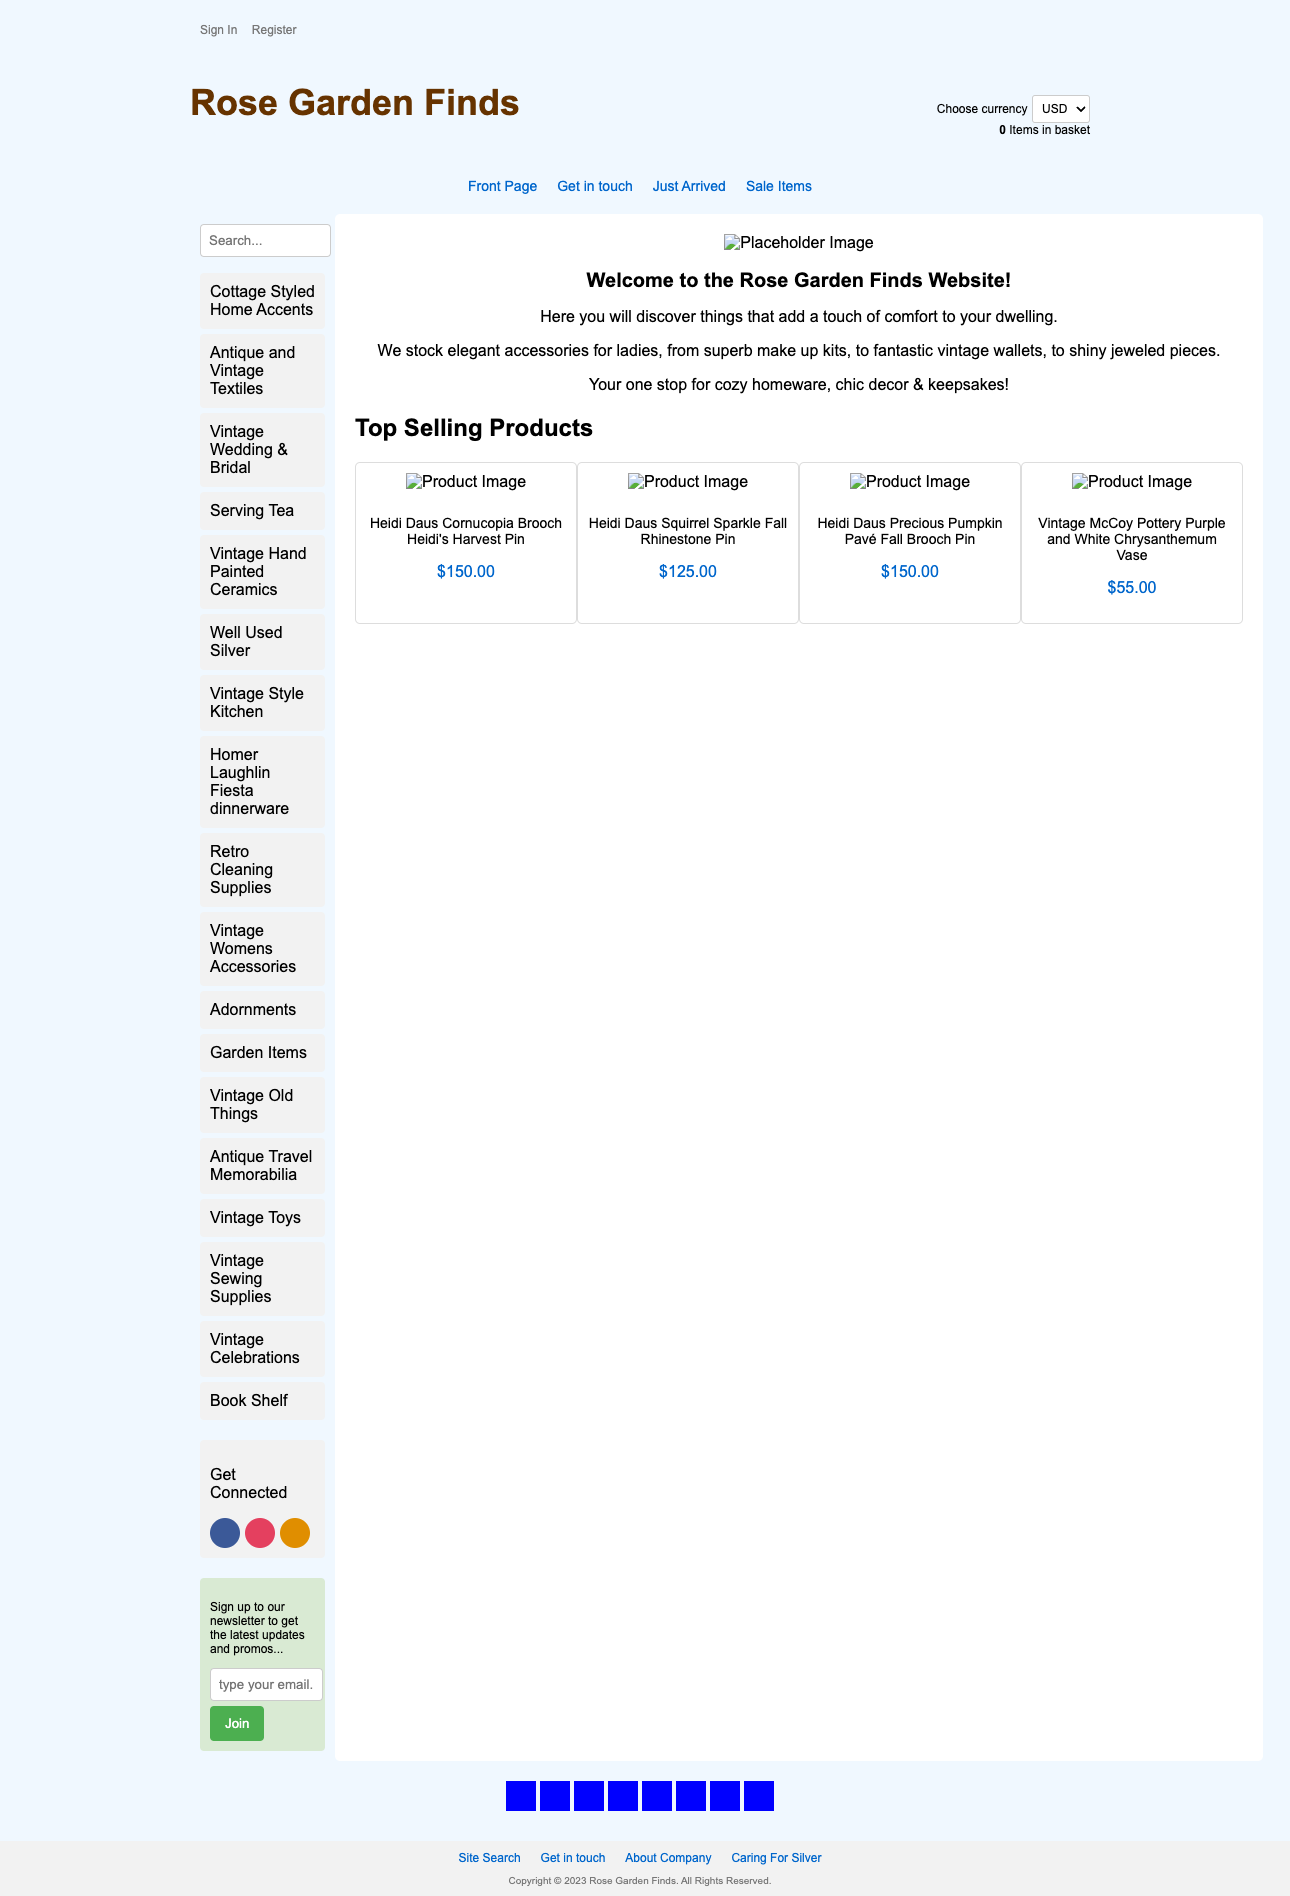 Sign In Register
Rose Garden Finds
Choose currency USD
0 Items in basket
Front Page Get in touch Just Arrived Sale Items
Search...
Cottage Styled
Home Accents
Antique and
Vintage
Textiles
Vintage
Wedding &
Bridal
Serving Tea
Vintage Hand
Painted
Ceramics
Well Used
Silver
Vintage Style
Kitchen
Homer
Laughlin
Fiesta
dinnerware
Retro
Cleaning
Supplies
Vintage
Womens
Accessories
Adornments
Garden Items
Vintage Old
Things
Antique Travel
Memorabilia
Vintage Toys
Vintage
Sewing
Supplies
Vintage
Celebrations
Book Shelf
Get
Connected
Sign up to our
newsletter to get
the latest updates
and promos...
type your email.
Join
Placeholder Image
Welcome to the Rose Garden Finds Website!
Here you will discover things that add a touch of comfort to your dwelling.
We stock elegant accessories for ladies, from superb make up kits, to fantastic vintage wallets, to shiny jeweled pieces.
Your one stop for cozy homeware, chic decor & keepsakes!
Top Selling Products
Product Image
Heidi Daus Cornucopia Brooch
Heidi's Harvest Pin
$150.00
Product Image
Heidi Daus Squirrel Sparkle Fall
Rhinestone Pin
$125.00
Product Image
Heidi Daus Precious Pumpkin
Pavé Fall Brooch Pin
$150.00
Product Image
Vintage McCoy Pottery Purple
and White Chrysanthemum
Vase
$55.00
Site Search Get in touch About Company Caring For Silver
Copyright © 2023 Rose Garden Finds. All Rights Reserved.